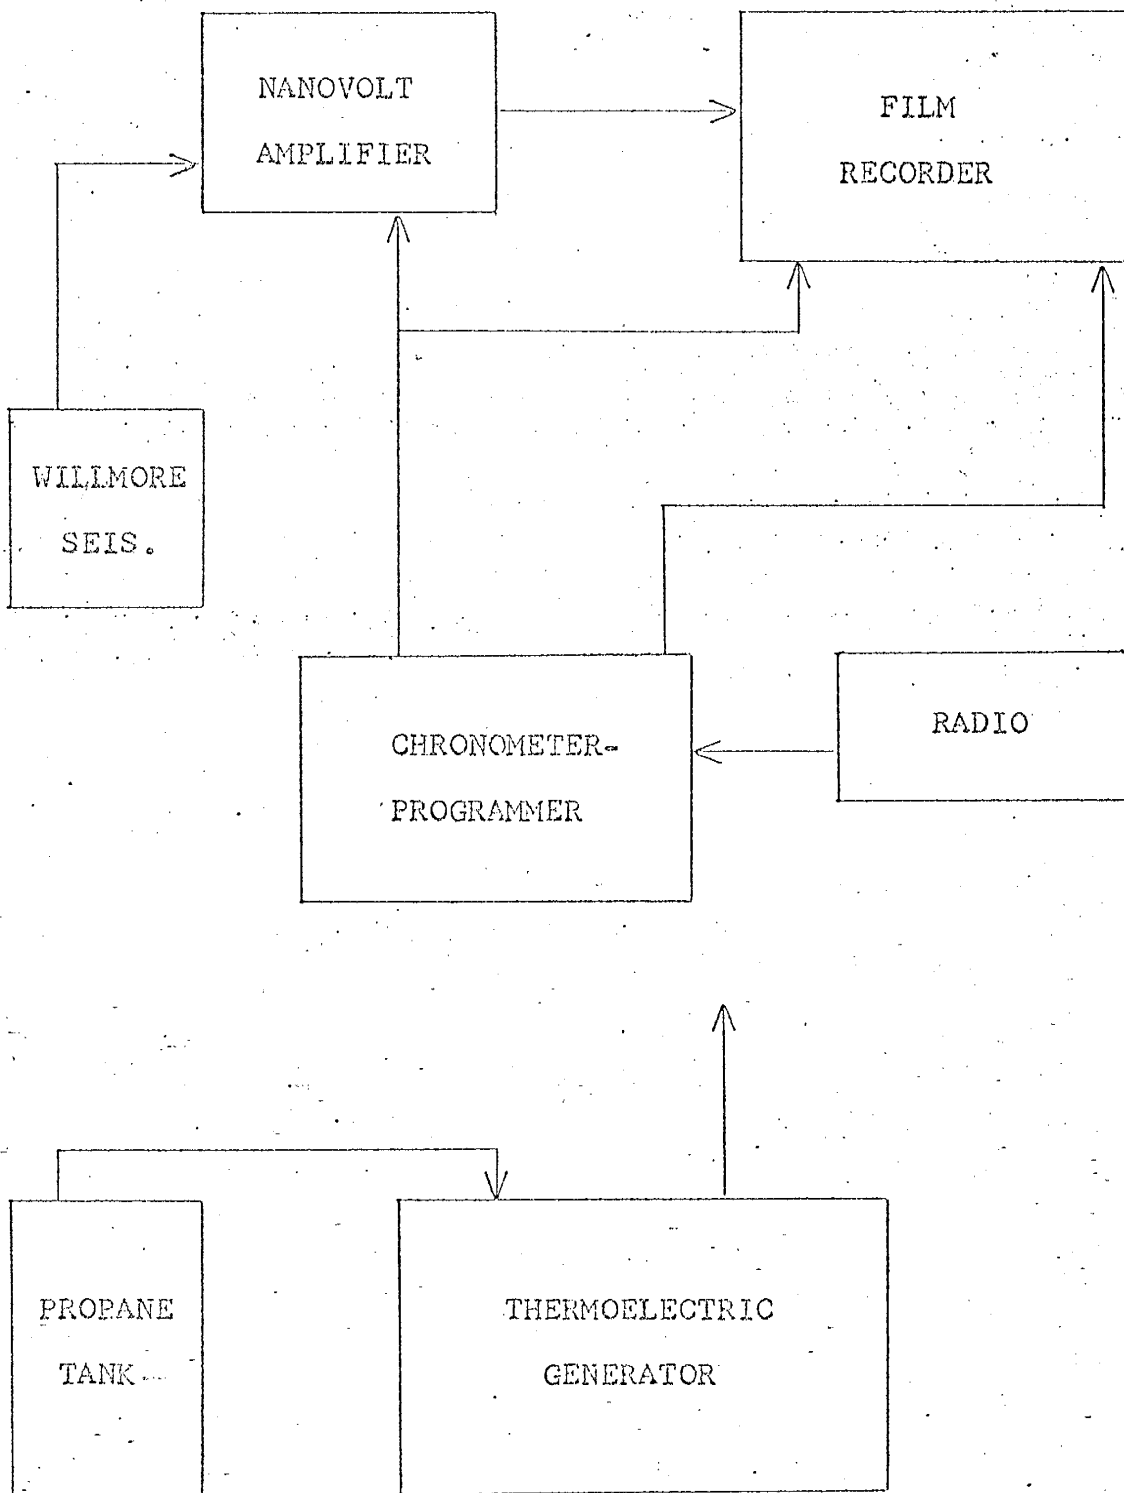 NANOVOLT
AMPLIFIER
FILM
RECORDER
WILLMORE
SEIS.
CHRONOMETER-
PROGRAMMER
RADIO
PROPANE
TANK
THERMOELECTRIC
GENERATOR